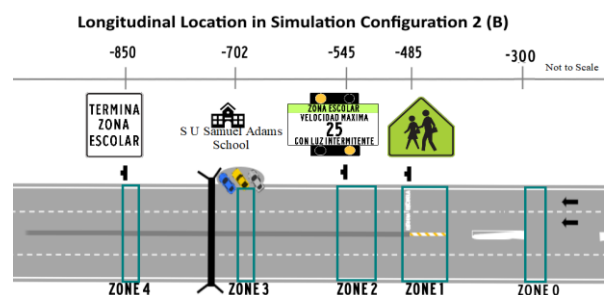 Longitudinal Location in Simulation Configuration 2 (B)
-850 -702 -545 -485 -300
Not to Scale
TERMINA
ZONA
ESCOLAR
S U Samuel Adams
School
ZONA ESCOLAR
VELOCIDAD MAXIMA
25
CON LUZ INTERMITENTE
ZONE 4 ZONE 3 ZONE 2 ZONE 1 ZONE 0